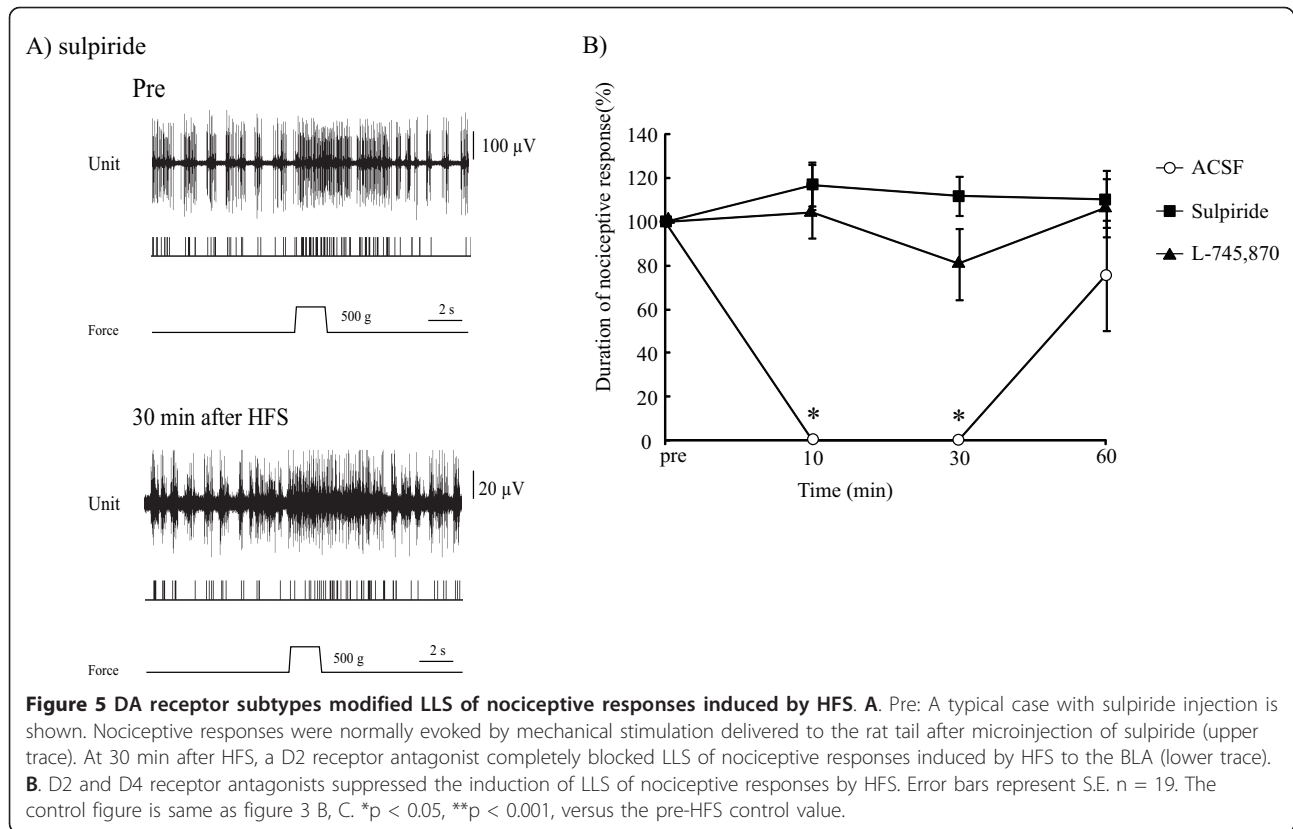 A) sulpiride
Pre
Unit
100 µV
Force
500 g
2 s
30 min after HFS
Unit
20 µV
Force
500 g
2 s
B)
Duration of nociceptive response(%)
140
120
100
80
60
40
20
0
pre
10
30
60
Time (min)
*
*
ACSF
Sulpiride
L-745,870
Figure 5 DA receptor subtypes modified LLS of nociceptive responses induced by HFS. A. Pre: A typical case with sulpiride injection is
shown. Nociceptive responses were normally evoked by mechanical stimulation delivered to the rat tail after microinjection of sulpiride (upper
trace). At 30 min after HFS, a D2 receptor antagonist completely blocked LLS of nociceptive responses induced by HFS to the BLA (lower trace).
B. D2 and D4 receptor antagonists suppressed the induction of LLS of nociceptive responses by HFS. Error bars represent S.E. n = 19. The
control figure is same as figure 3 B, C. *p < 0.05, **p < 0.001, versus the pre-HFS control value.